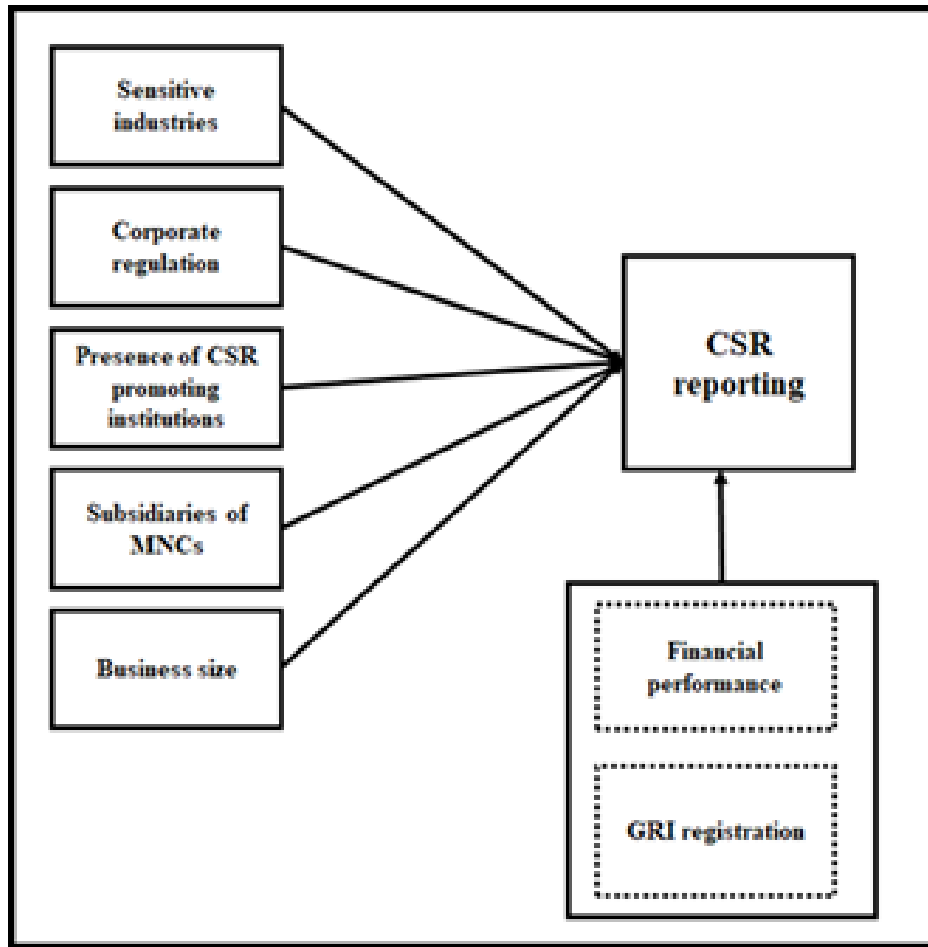 Sensitive
industries
Corporate
regulation
Presence of CSR
promoting
institutions
Subsidiaries of
MNCs
Business size
CSR
reporting
Financial
performance
GRI registration